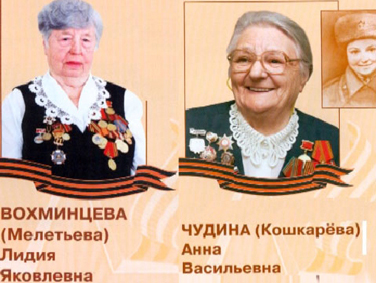 ВОХМИНЦЕВА
(Мелетьева)
Лидия
Яковлевна
ЧУДИНА (Кошкарёва)
Анна
Васильевна